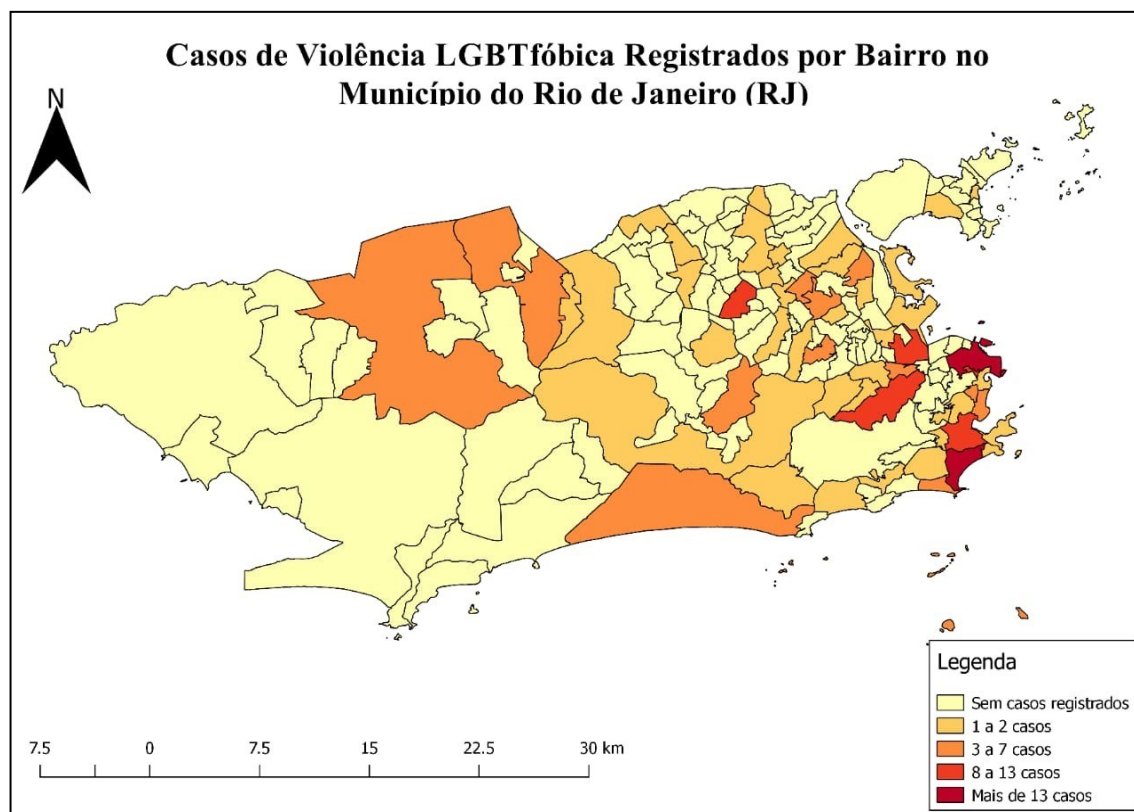 Casos de Violência LGBTfóbica Registrados por Bairro no
Município do Rio de Janeiro (RJ)
N
7.5 0 7.5 15 22.5 30 km
Legenda
Sem casos registrados
1 a 2 casos
3 a 7 casos
8 a 13 casos
Mais de 13 casos